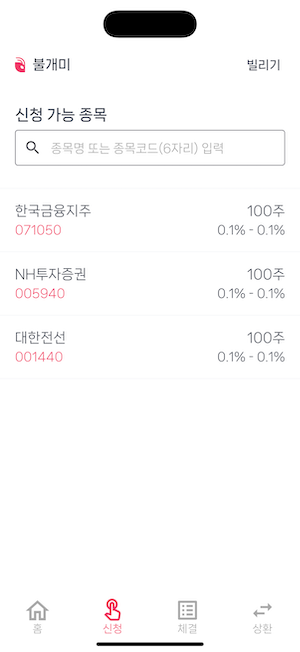 불개미
빌리기
신청 가능 종목
종목명 또는 종목코드(6자리) 입력
한국금융지주 100주
071050 0.1% - 0.1%
NH투자증권 100주
005940 0.1% - 0.1%
대한전선 100주
001440 0.1% - 0.1%
홈 신청 체결 상환